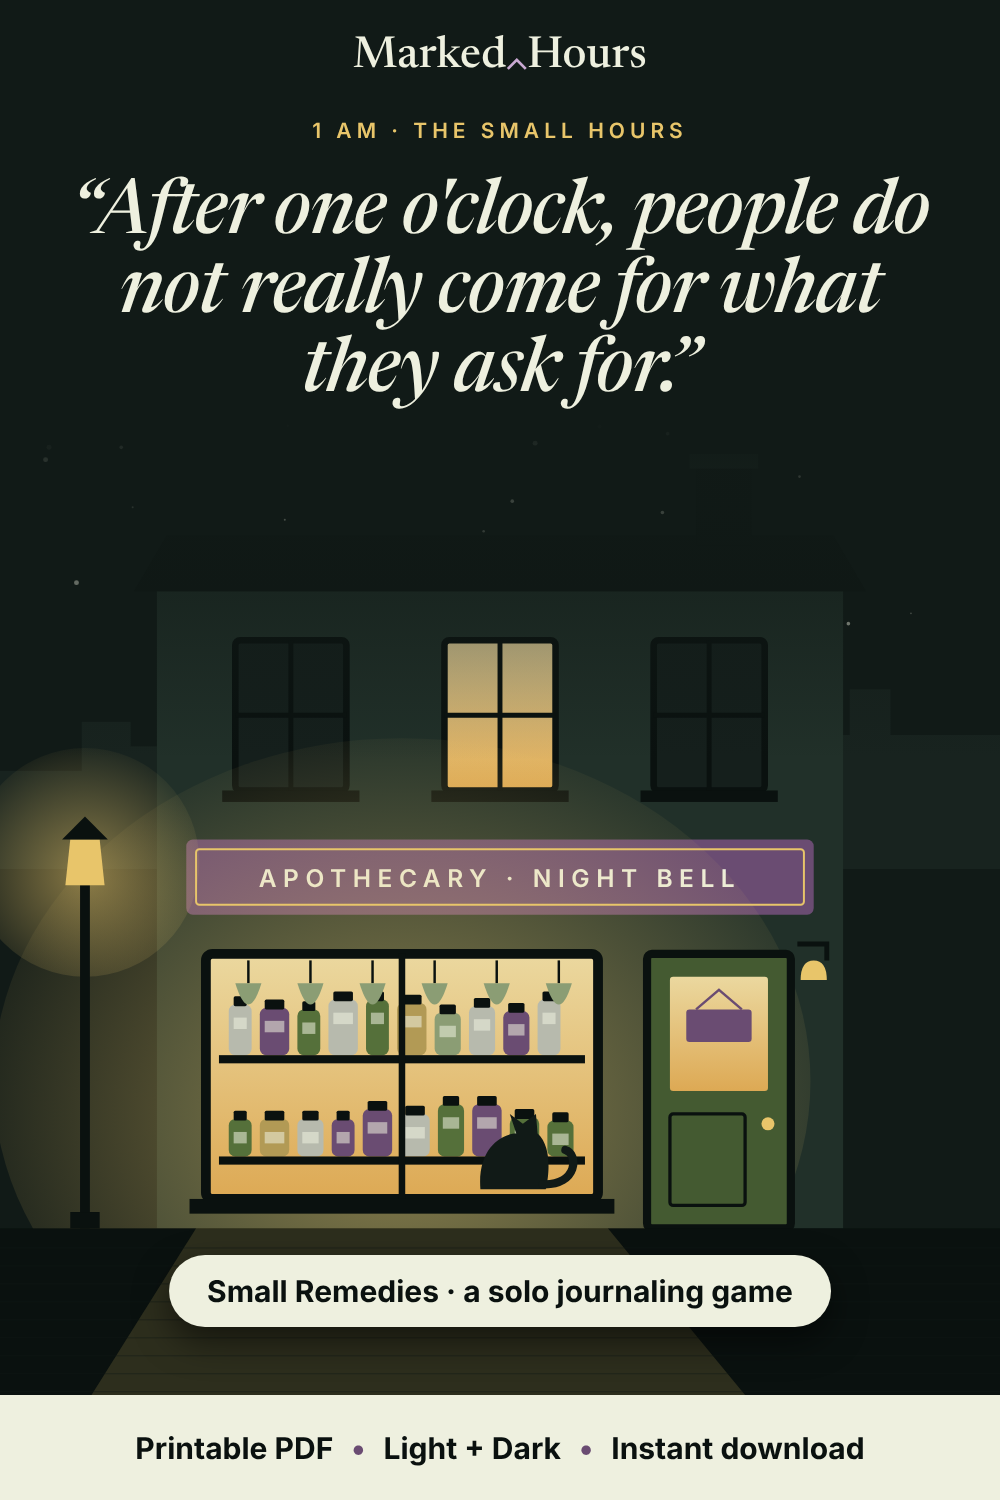 Marked‸Hours
1 AM · THE SMALL HOURS
“After one o'clock, people do
not really come for what
they ask for.”
APOTHECARY · NIGHT BELL
Small Remedies · a solo journaling game
Printable PDF • Light + Dark • Instant download